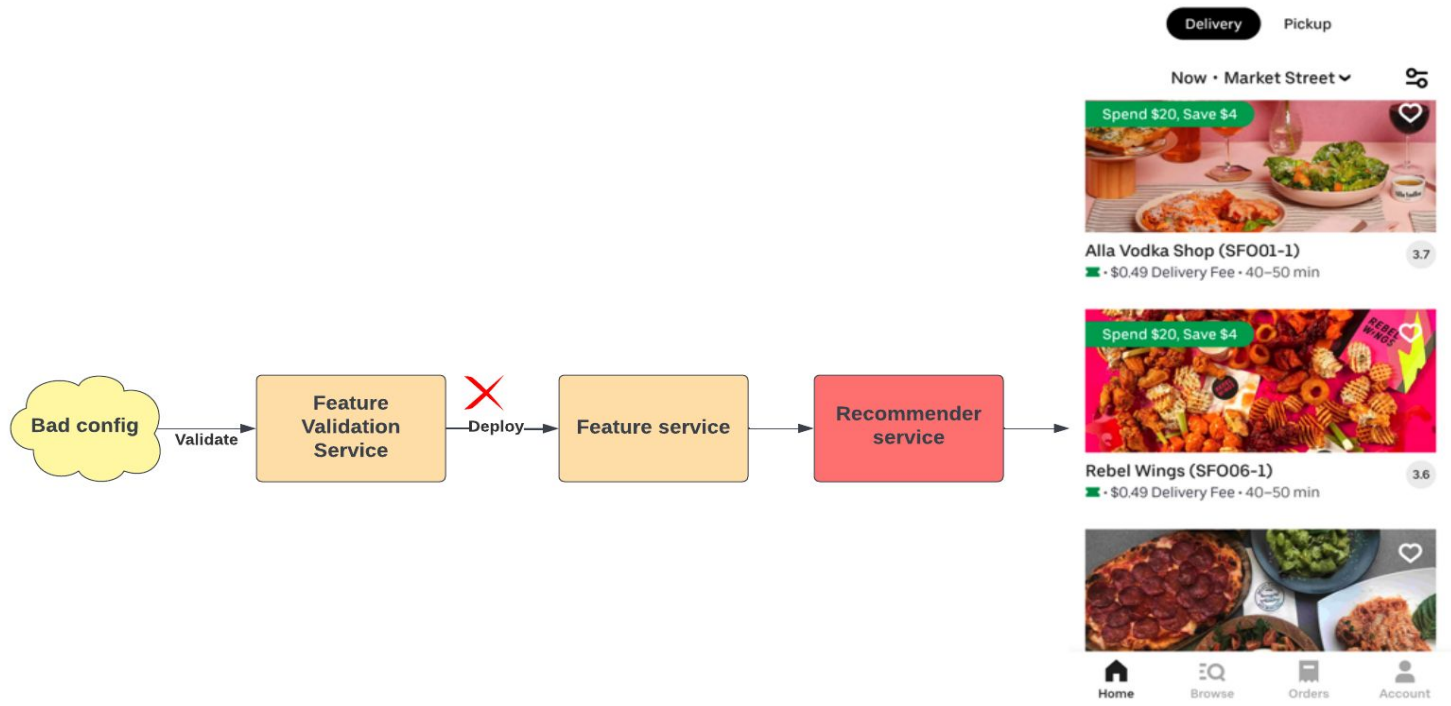 Bad config
Validate
Feature
Validation
Service
Deploy
Feature service
Recommender
service
Delivery
Pickup
Now • Market Street
Spend $20, Save $4
Alla Vodka Shop (SFO01-1)
3.7
• $0.49 Delivery Fee • 40–50 min
Spend $20, Save $4
REBEL
WINGS
Rebel Wings (SFO06-1)
3.6
• $0.49 Delivery Fee • 40–50 min
Home
Browse
Orders
Account